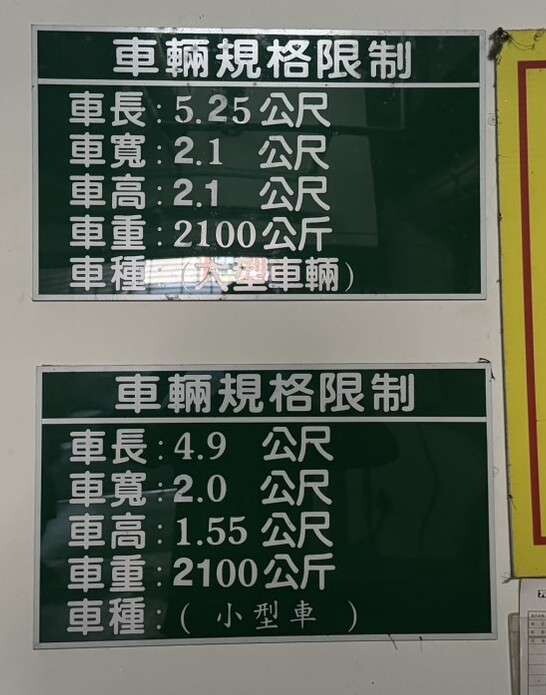 車輛規格限制
車長：5.25公尺
車寬：2.1 公尺
車高：2.1 公尺
車重：2100公斤
車種：(大型車輛)
車輛規格限制
車長：4.9 公尺
車寬：2.0 公尺
車高：1.55 公尺
車重：2100公斤
車種：( 小型車 )